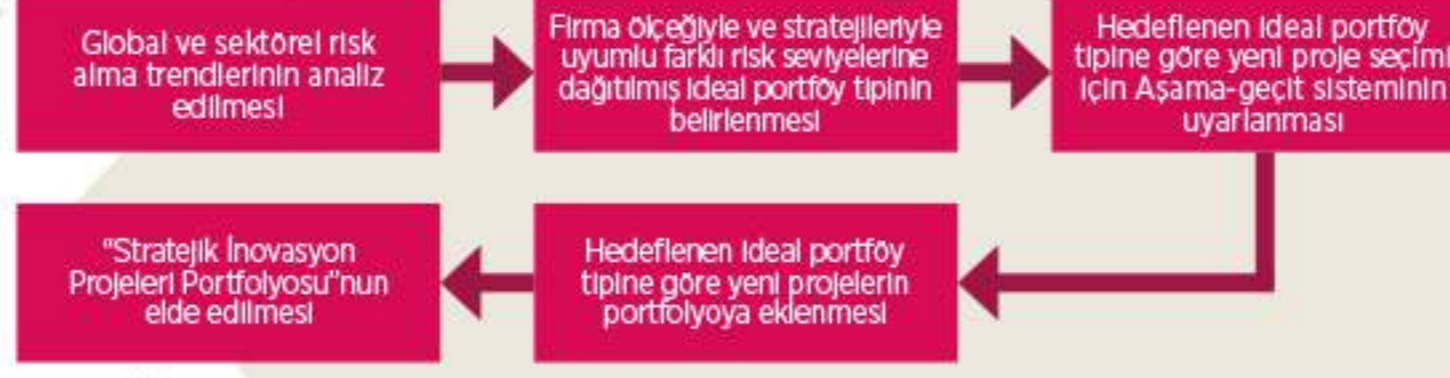 Global ve sektörel risk
alma trendlerinin analiz
edilmesi
Firma ölçeğiyle ve stratejileriyle
uyumlu farklı risk seviyelerine
dağıtılmış ideal portföy tipinin
belirlenmesi
Hedeflenen ideal portföy
tipine göre yeni proje seçimi
için Aşama-geçit sisteminin
uyarlanması
Hedeflenen ideal portföy
tipine göre yeni projelerin
portfolyoya eklenmesi
"Stratejik İnovasyon
Projeleri Portfolyosu"nun
elde edilmesi